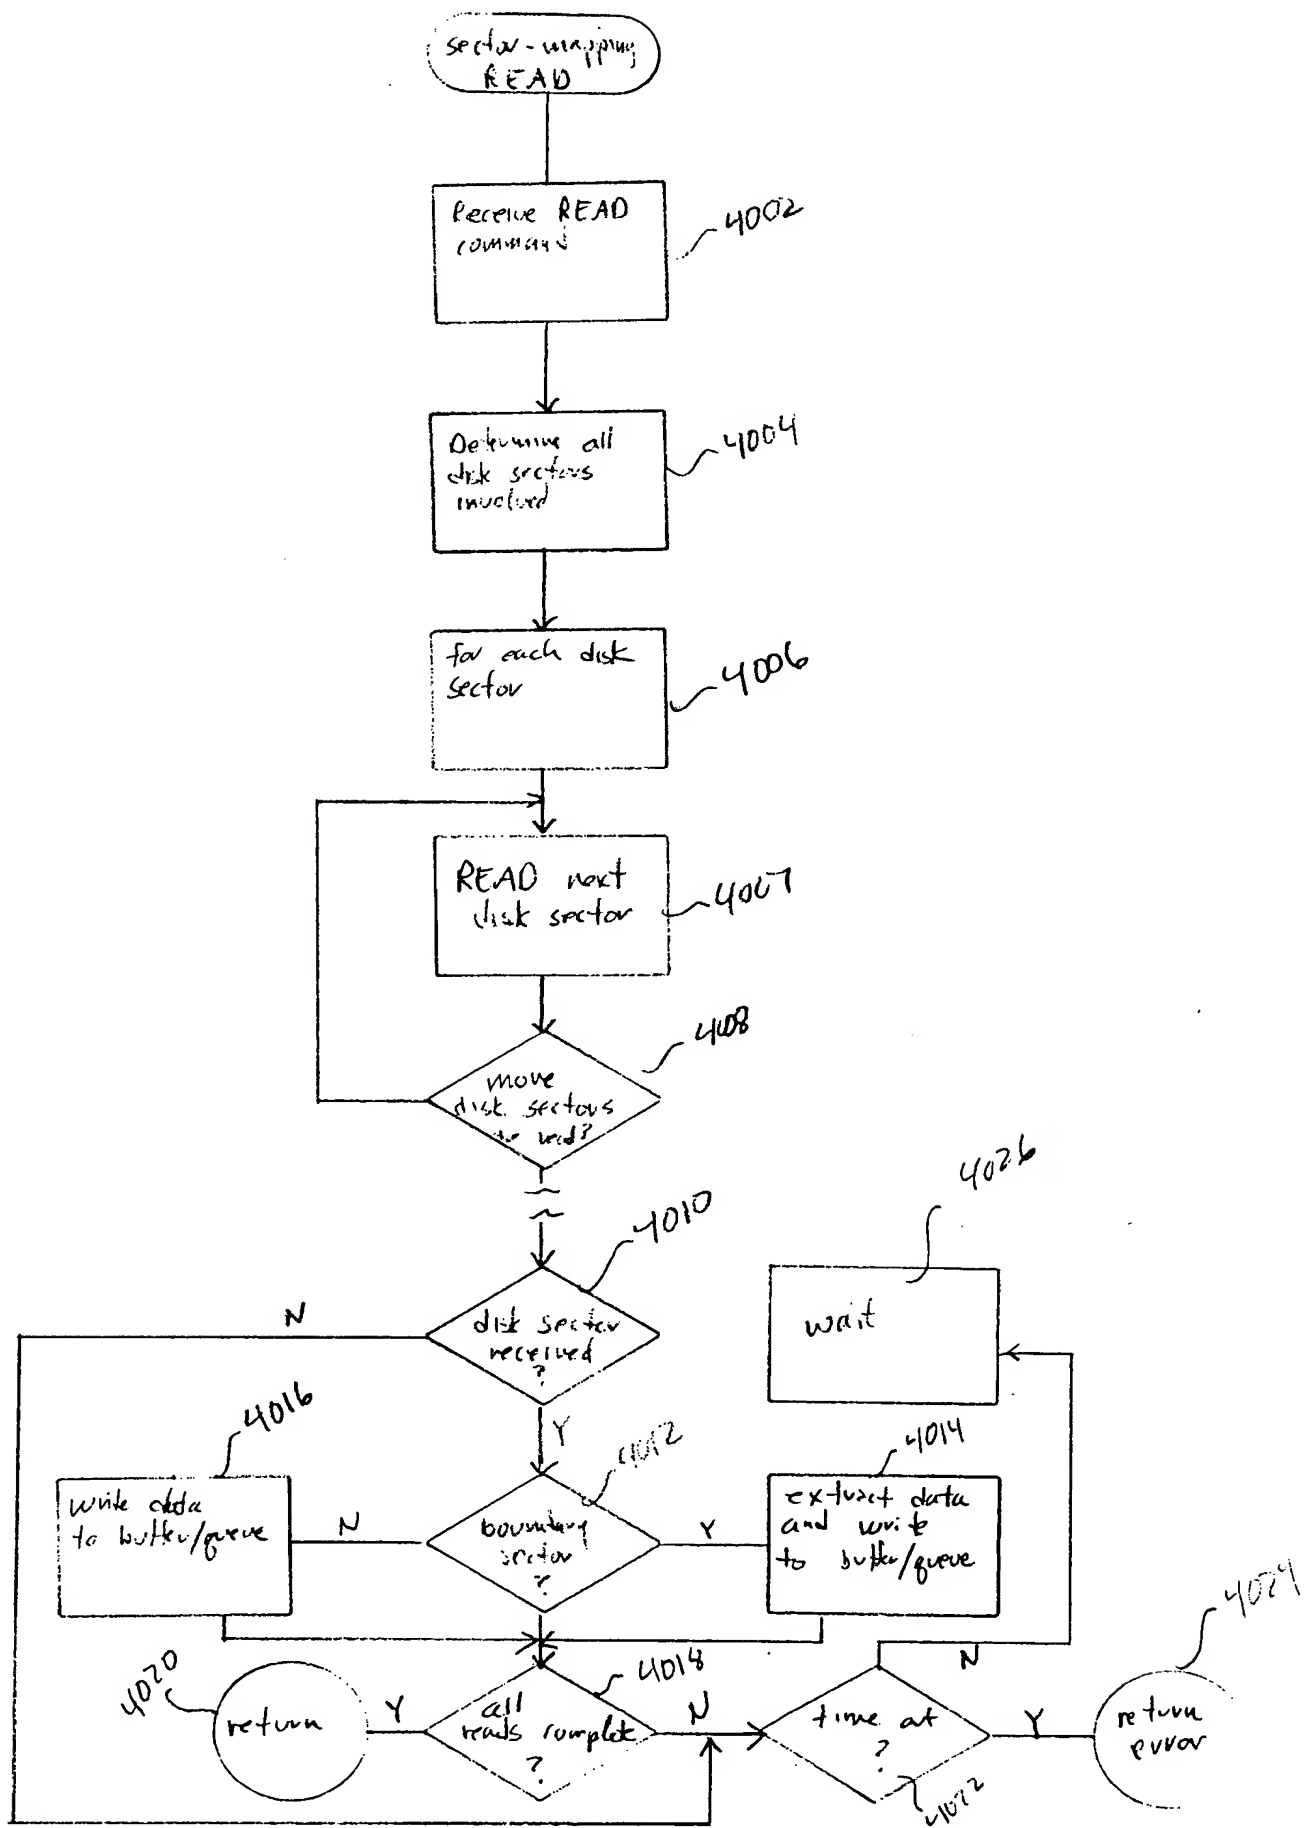 sector-mapping
READ
Receive READ
command
4002
Determine all
disk sectors
involved
4004
for each disk
sector
4006
READ next
disk sector
4007
4008
more
disk sectors
to read?
4026
4010
wait
N
disk sector
received
?
4016
Y
4012
4014
write data
to buffer/queue
N
boundary
sector
?
Y
extract data
and write
to buffer/queue
4024
N
4020
4018
return
Y
all
reads complete
?
N
time out
?
Y
return
error
4022